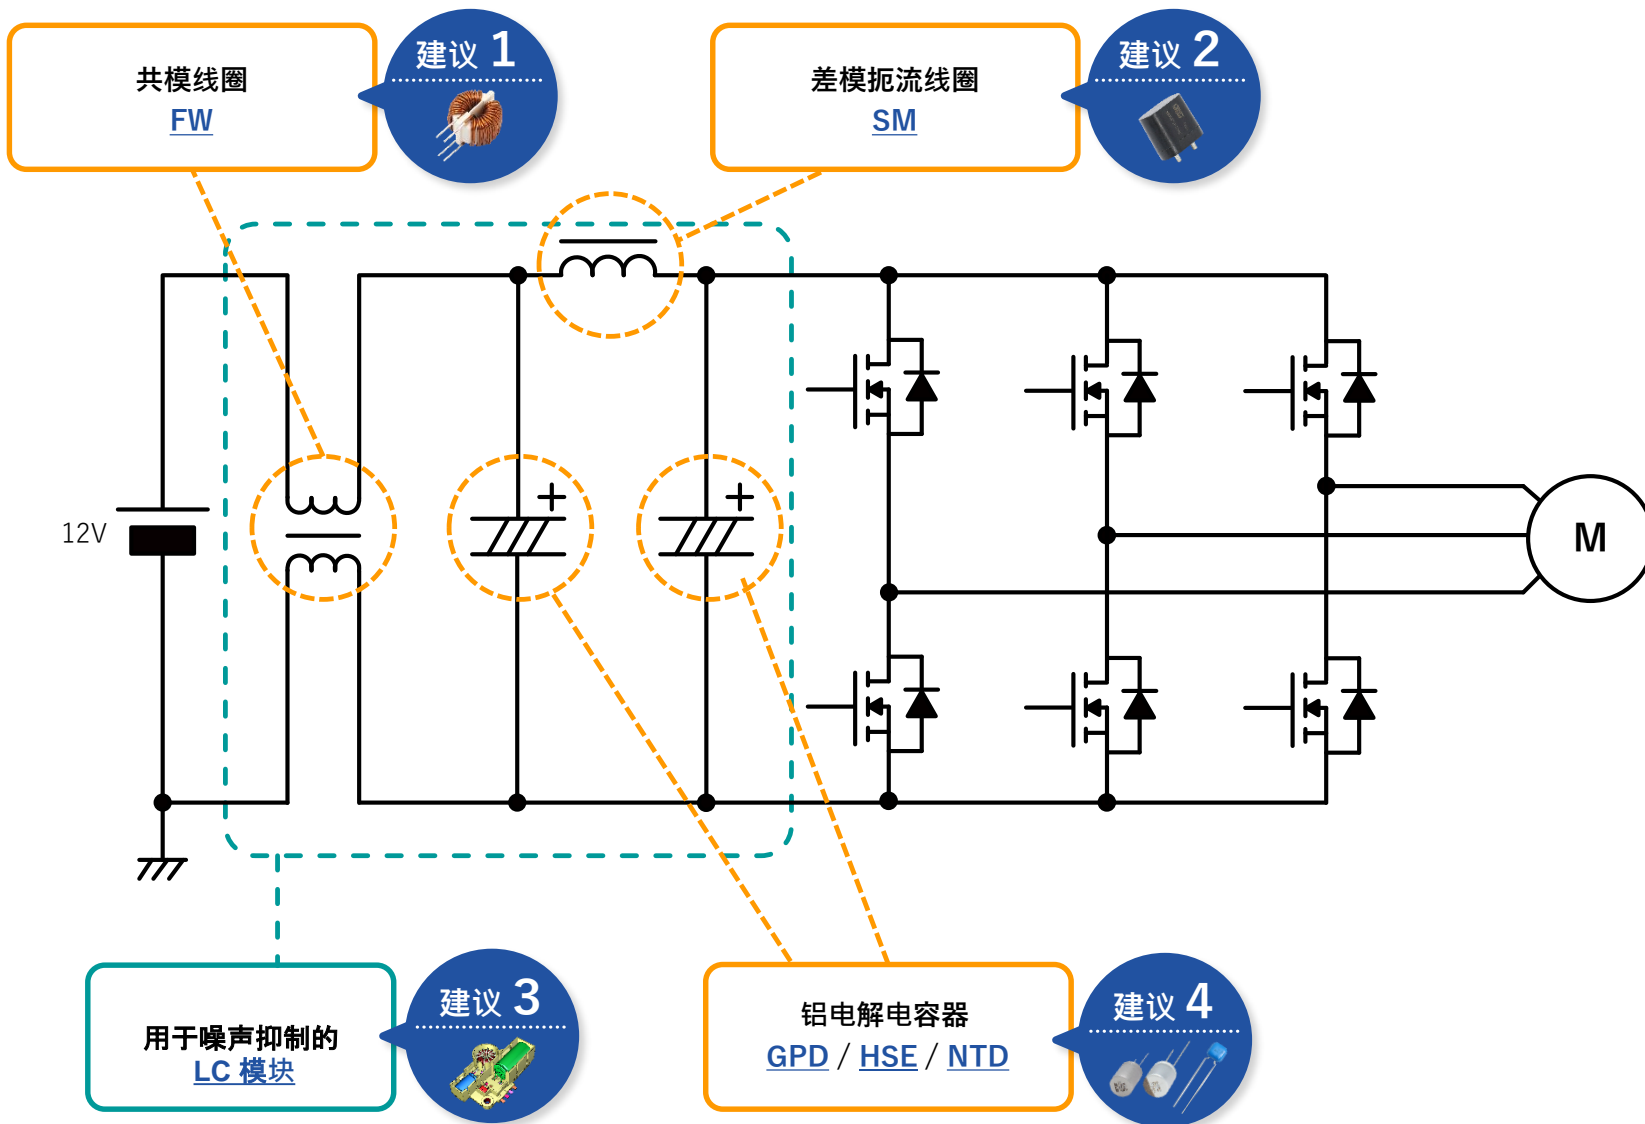 共模线圈
FW
建议 1
差模扼流线圈
SM
建议 2
12V
M
用于噪声抑制的
LC 模块
建议 3
铝电解电容器
GPD / HSE / NTD
建议 4